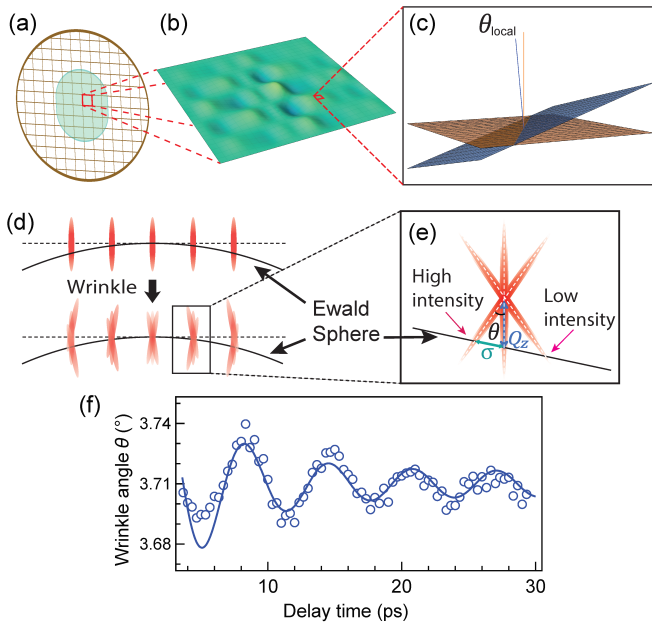 (a)
(b)
(c)
θlocal
(d)
Wrinkle
Ewald
Sphere
(e)
High
intensity
Low
intensity
θ
Qz
σ
(f)
Wrinkle angle θ (°)
3.74
3.71
3.68
10
20
30
Delay time (ps)